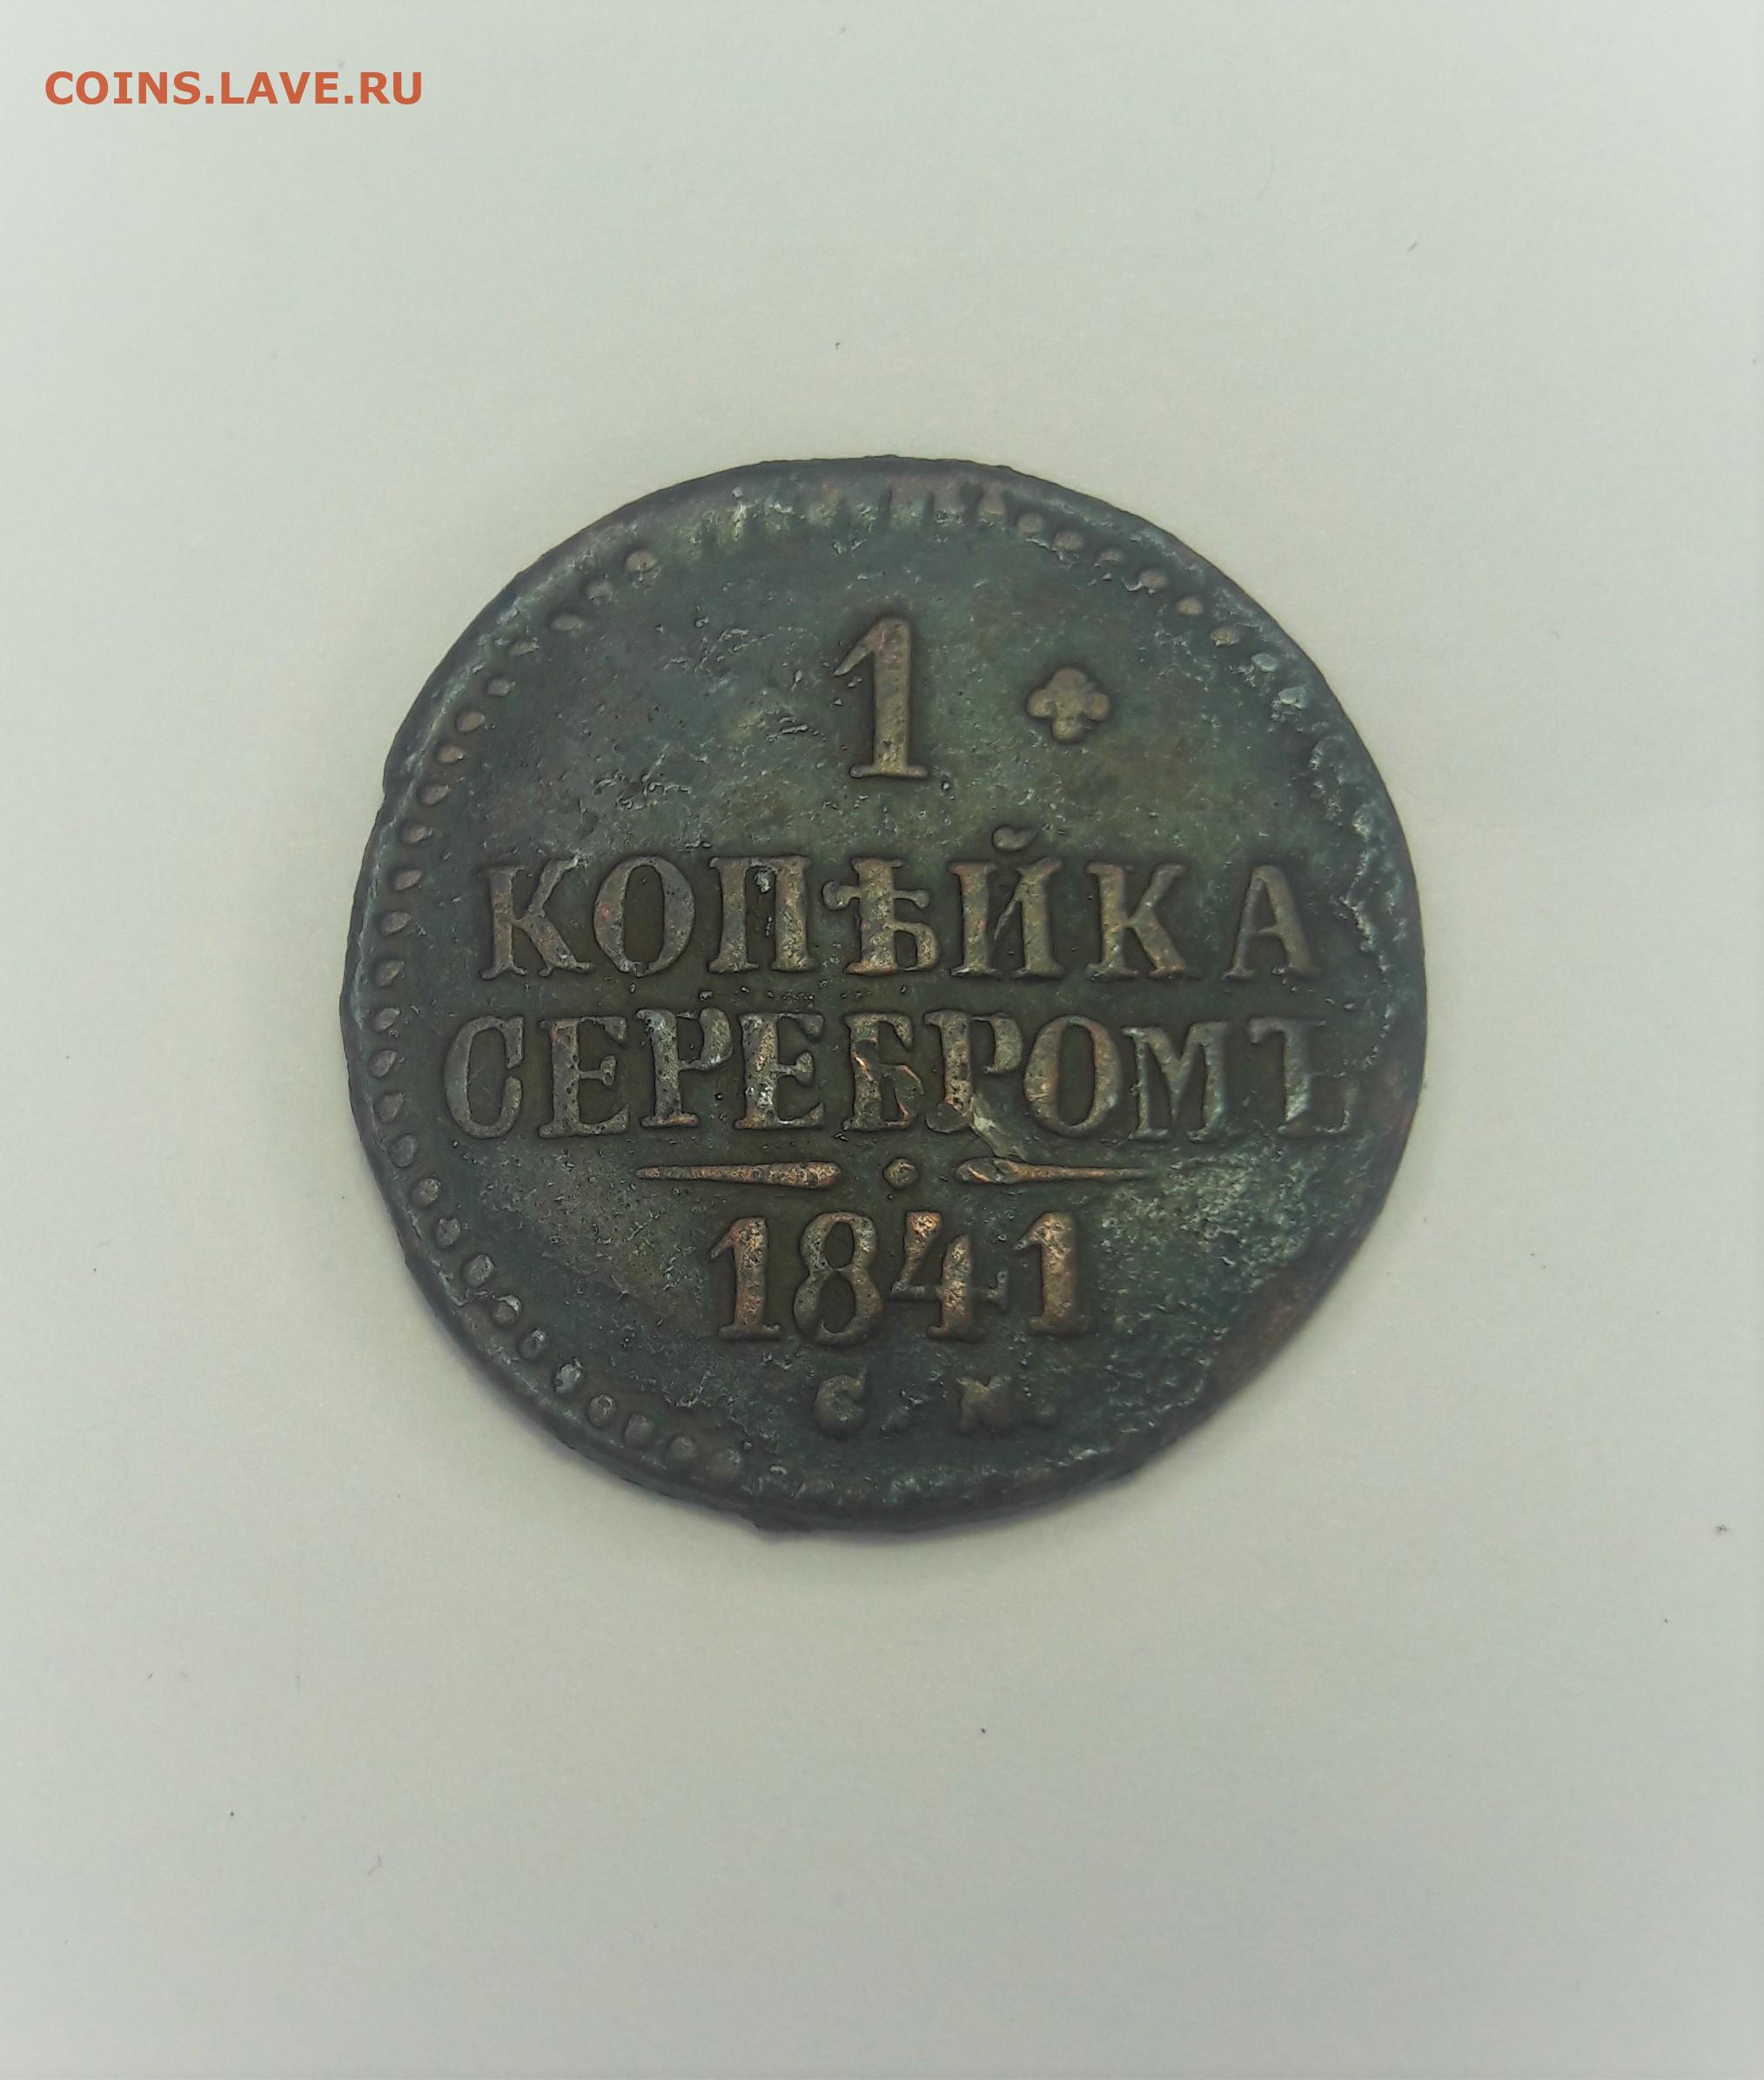 COINS.LAVE.RU
1
КОПѢЙКА
СЕРЕБРОМЪ
1841
С. М.